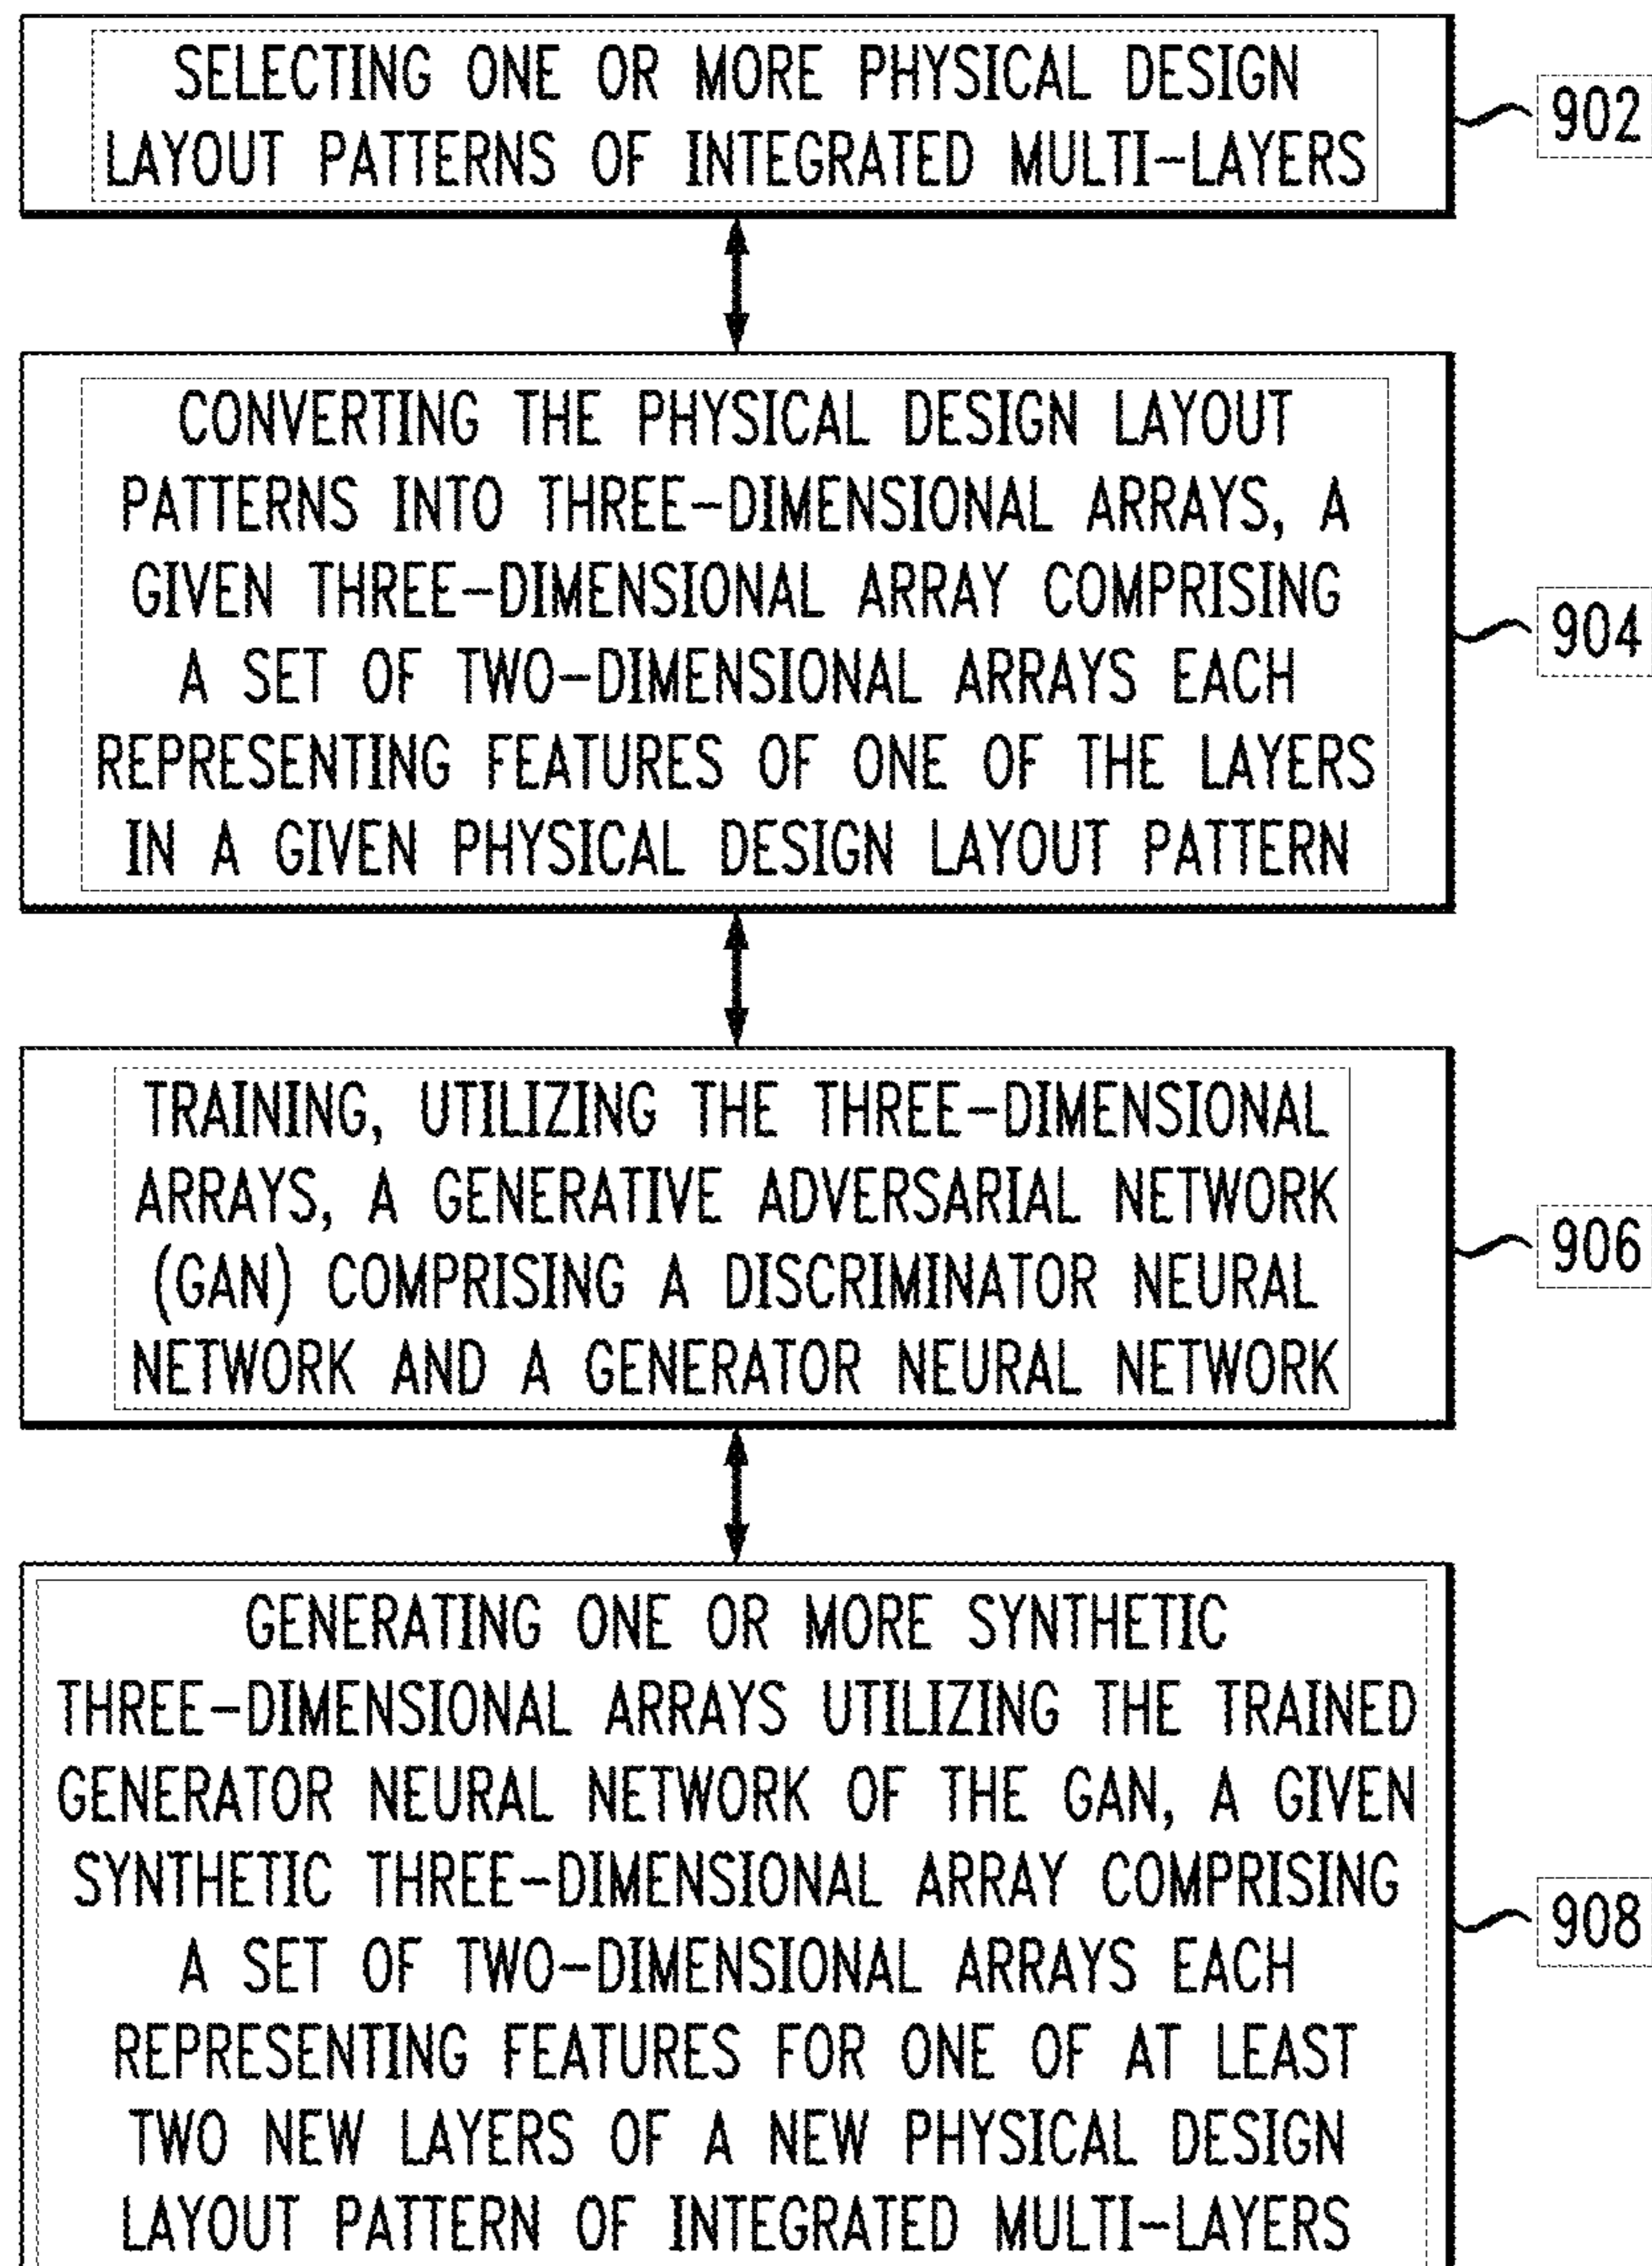 SELECTING ONE OR MORE PHYSICAL DESIGN
LAYOUT PATTERNS OF INTEGRATED MULTI-LAYERS
902
CONVERTING THE PHYSICAL DESIGN LAYOUT
PATTERNS INTO THREE-DIMENSIONAL ARRAYS, A
GIVEN THREE-DIMENSIONAL ARRAY COMPRISING
A SET OF TWO-DIMENSIONAL ARRAYS EACH
REPRESENTING FEATURES OF ONE OF THE LAYERS
IN A GIVEN PHYSICAL DESIGN LAYOUT PATTERN
904
TRAINING, UTILIZING THE THREE-DIMENSIONAL
ARRAYS, A GENERATIVE ADVERSARIAL NETWORK
(GAN) COMPRISING A DISCRIMINATOR NEURAL
NETWORK AND A GENERATOR NEURAL NETWORK
906
GENERATING ONE OR MORE SYNTHETIC
THREE-DIMENSIONAL ARRAYS UTILIZING THE TRAINED
GENERATOR NEURAL NETWORK OF THE GAN, A GIVEN
SYNTHETIC THREE-DIMENSIONAL ARRAY COMPRISING
A SET OF TWO-DIMENSIONAL ARRAYS EACH
REPRESENTING FEATURES FOR ONE OF AT LEAST
TWO NEW LAYERS OF A NEW PHYSICAL DESIGN
LAYOUT PATTERN OF INTEGRATED MULTI-LAYERS
908